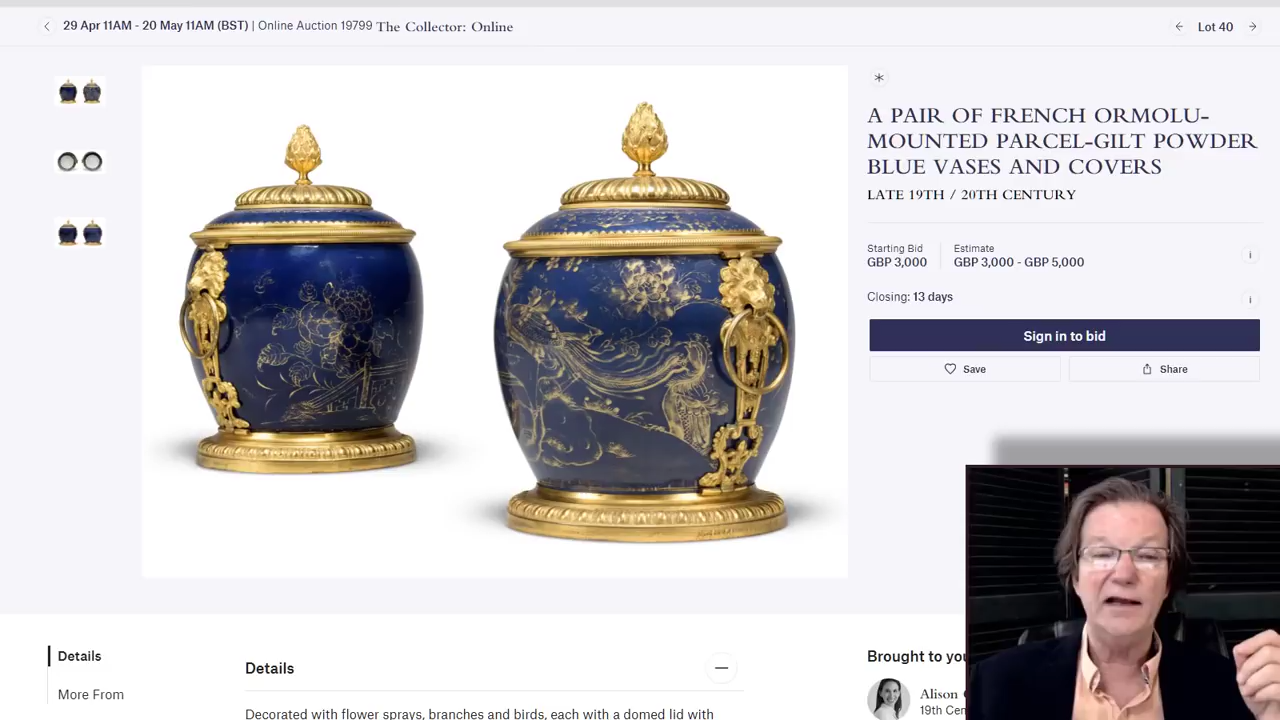 29 Apr 11AM - 20 May 11AM (BST) | Online Auction 19799 The Collector: Online
Lot 40
A PAIR OF FRENCH ORMOLU-
MOUNTED PARCEL-GILT POWDER
BLUE VASES AND COVERS
LATE 19TH / 20TH CENTURY
Starting Bid
GBP 3,000
Estimate
GBP 3,000 - GBP 5,000
i
Closing: 13 days
i
Sign in to bid
Save
Share
Details
More From
Details
Decorated with flower sprays, branches and birds, each with a domed lid with
Brought to you
Alison
19th